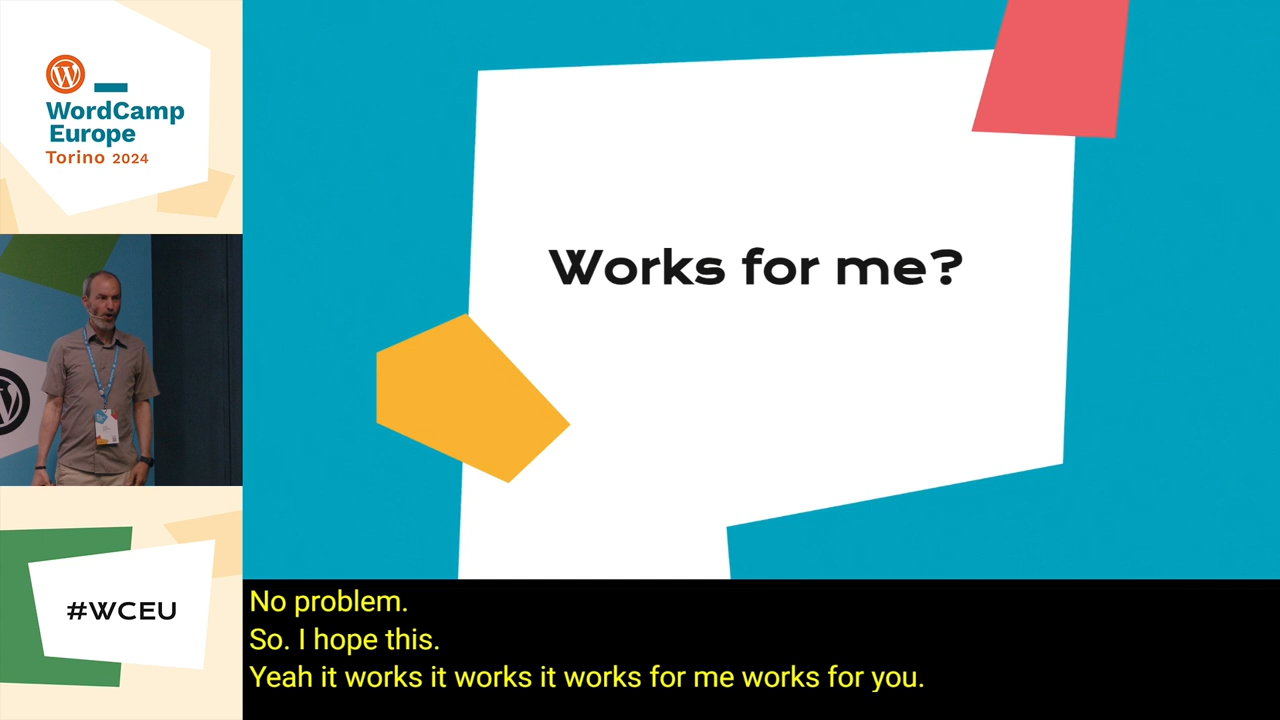 WordCamp
Europe
Torino 2024
Works for me?
#WCEU
No problem.
So. I hope this.
Yeah it works it works it works for me works for you.